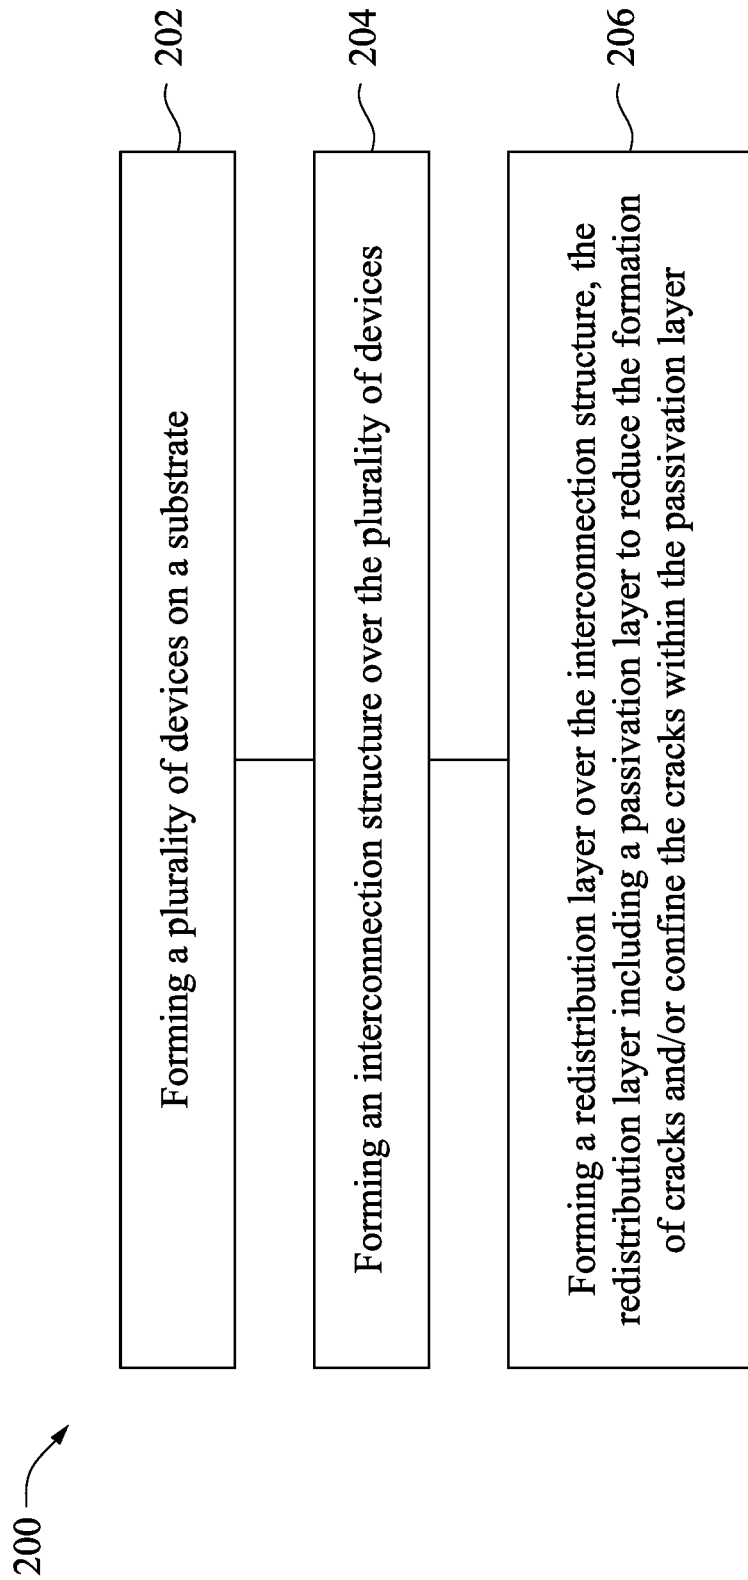 200
Forming a plurality of devices on a substrate
202
Forming an interconnection structure over the plurality of devices
204
Forming a redistribution layer over the interconnection structure, the
redistribution layer including a passivation layer to reduce the formation
of cracks and/or confine the cracks within the passivation layer
206